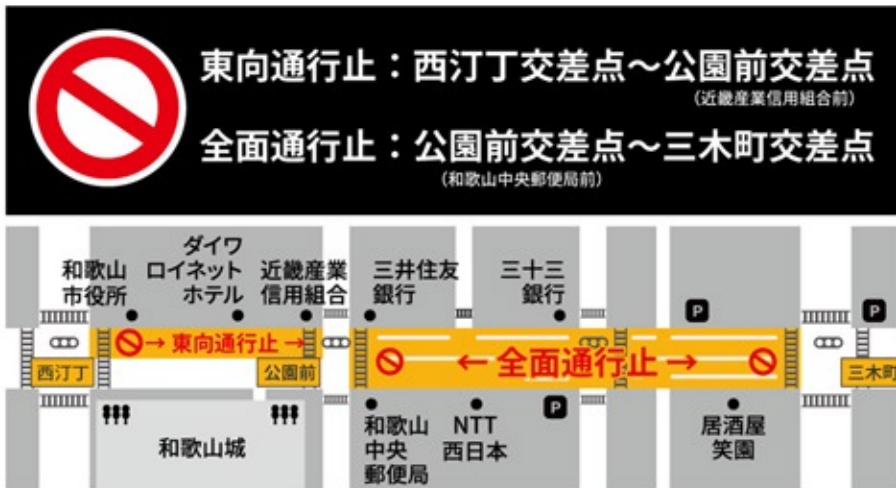 東向通行止：西汀丁交差点～公園前交差点
（近畿産業信用組合前）
全面通行止：公園前交差点～三木町交差点
（和歌山中央郵便局前）
和歌山
市役所
ダイワ
ロイネット
ホテル
近畿産業
信用組合
三井住友
銀行
三十三
銀行
P
P
→ 東向通行止 →
← 全面通行止 →
西汀丁
公園前
三木町
和歌山城
和歌山
中央
郵便局
NTT
西日本
P
居酒屋
笑園